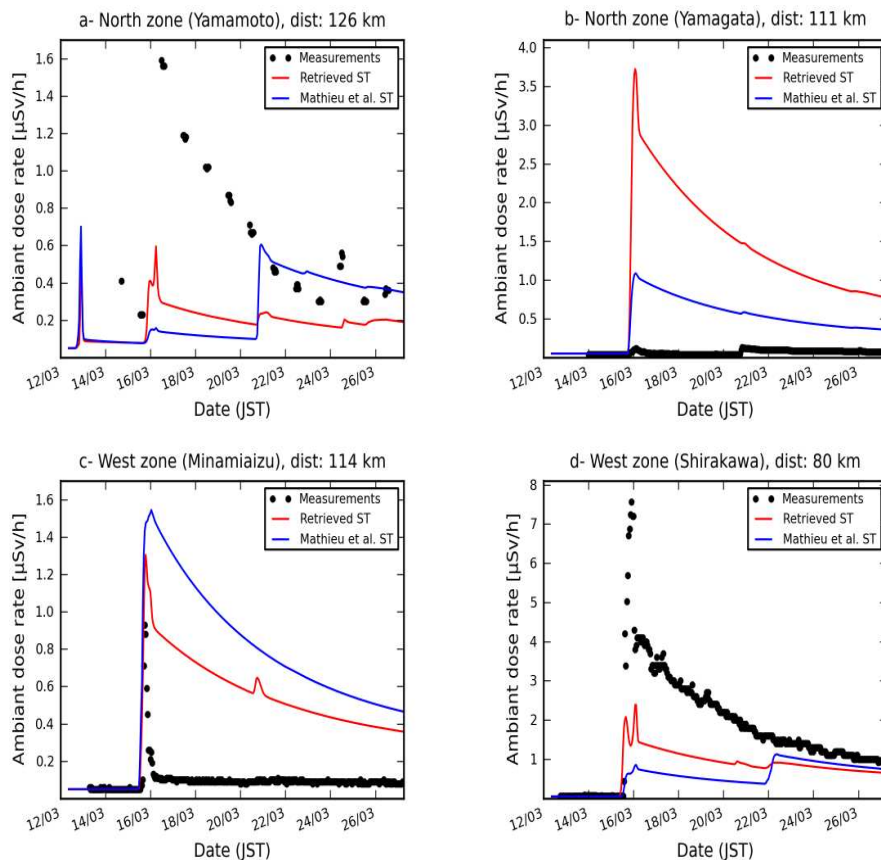 a- North zone (Yamamoto), dist: 126 km
Ambiant dose rate [µSv/h]
1.6
1.4
1.2
1.0
0.8
0.6
0.4
0.2
Measurements
Retrieved ST
Mathieu et al. ST
12/03
14/03
16/03
18/03
20/03
22/03
24/03
26/03
Date (JST)
b- North zone (Yamagata), dist: 111 km
Ambiant dose rate [µSv/h]
4.0
3.5
3.0
2.5
2.0
1.5
1.0
0.5
Measurements
Retrieved ST
Mathieu et al. ST
12/03
14/03
16/03
18/03
20/03
22/03
24/03
26/03
Date (JST)
c- West zone (Minamiaizu), dist: 114 km
Ambiant dose rate [µSv/h]
1.6
1.4
1.2
1.0
0.8
0.6
0.4
0.2
Measurements
Retrieved ST
Mathieu et al. ST
12/03
14/03
16/03
18/03
20/03
22/03
24/03
26/03
Date (JST)
d- West zone (Shirakawa), dist: 80 km
Ambiant dose rate [µSv/h]
8
7
6
5
4
3
2
1
Measurements
Retrieved ST
Mathieu et al. ST
12/03
14/03
16/03
18/03
20/03
22/03
24/03
26/03
Date (JST)